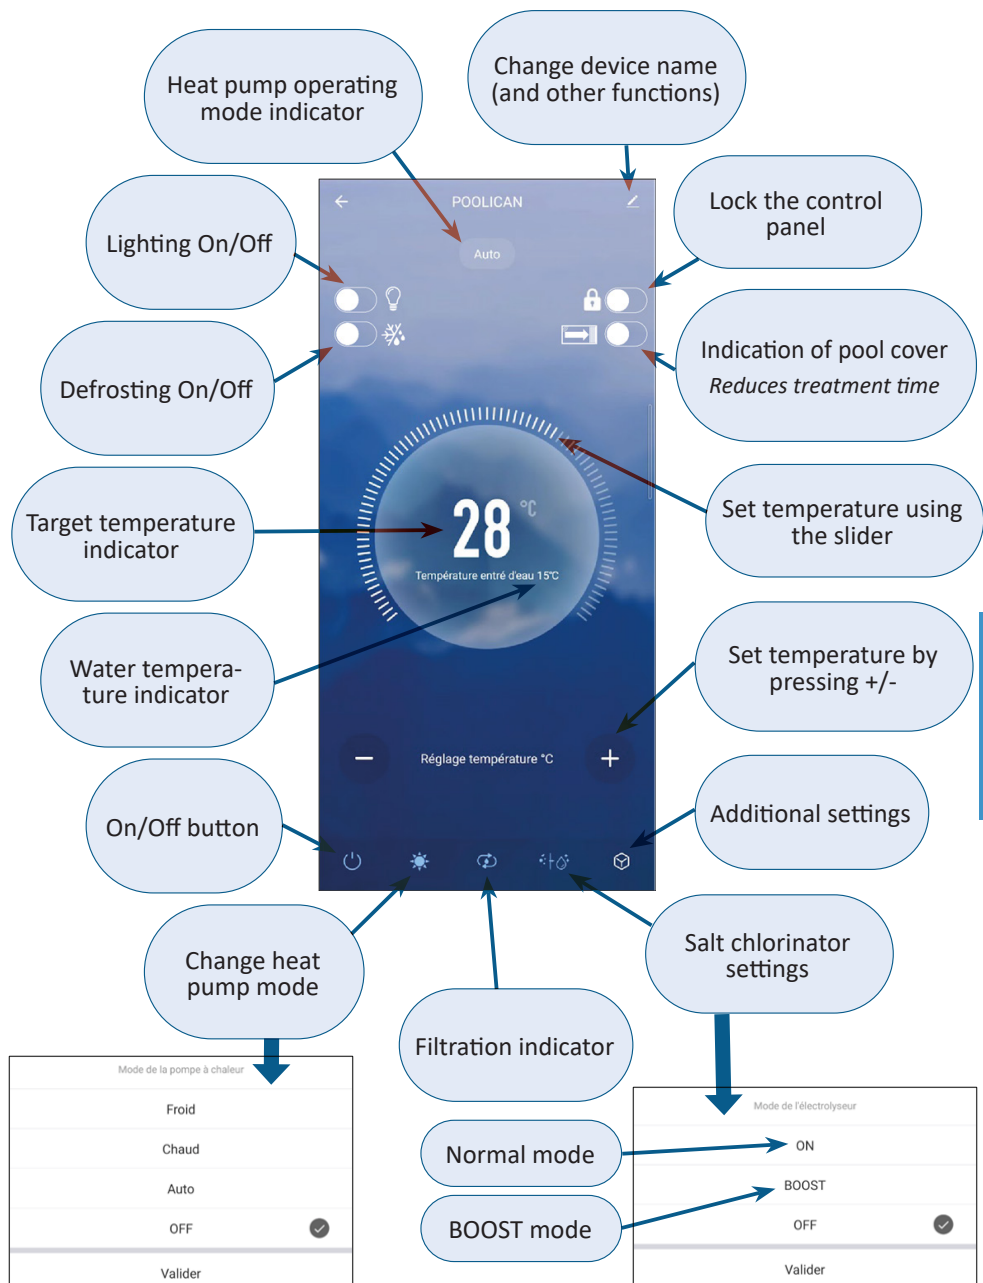 Change device name
(and other functions)
Heat pump operating
mode indicator
Lock the control
panel
POOLICAN
Lighting On/Off
Auto
Indication of pool cover
Reduces treatment time
Defrosting On/Off
Set temperature using
the slider
Target temperature
indicator
28 °C
Température entré d'eau 15°C
Water tempera-
ture indicator
Set temperature by
pressing +/-
Réglage température °C
On/Off button
Additional settings
Change heat
pump mode
Salt chlorinator
settings
Filtration indicator
Mode de la pompe à chaleur
Froid
Chaud
Auto
OFF
Valider
Normal mode
BOOST mode
Mode de l'électrolyseur
ON
BOOST
OFF
Valider